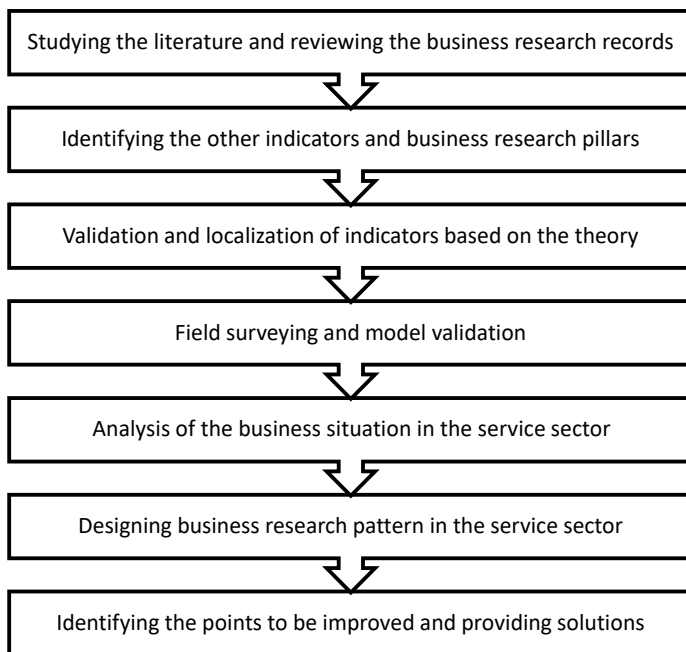 Studying the literature and reviewing the business research records
Identifying the other indicators and business research pillars
Validation and localization of indicators based on the theory
Field surveying and model validation
Analysis of the business situation in the service sector
Designing business research pattern in the service sector
Identifying the points to be improved and providing solutions